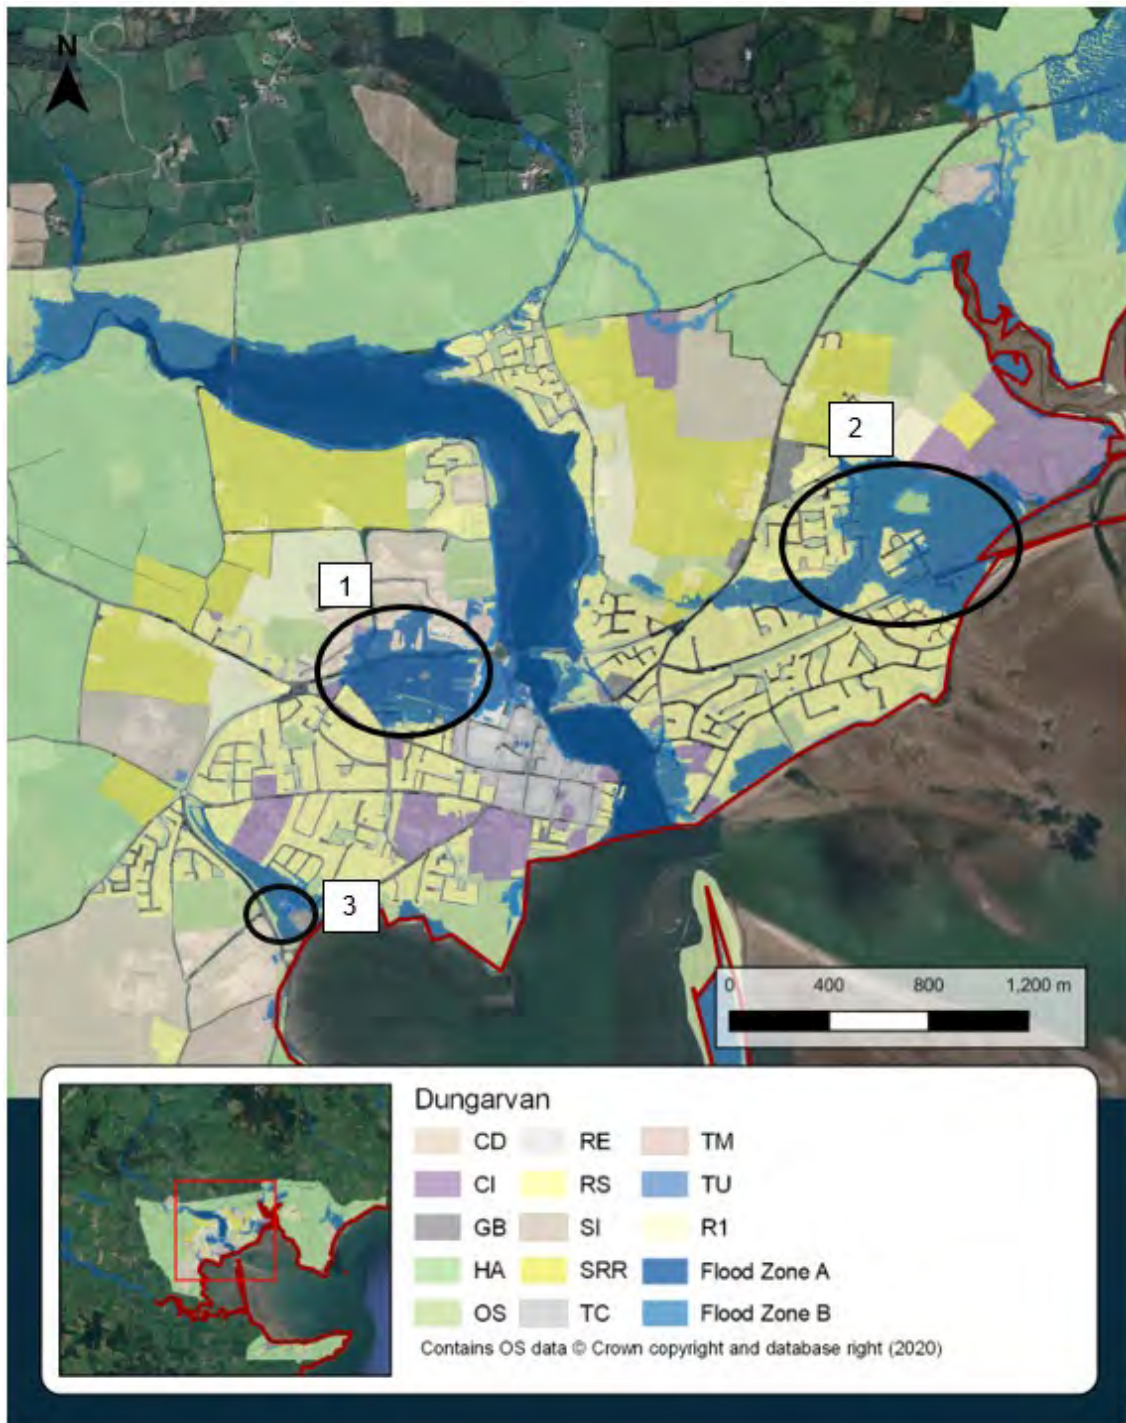 N
2
1
3
0 400 800 1,200 m
Dungarvan
CD RE TM
CI RS TU
GB SI R1
HA SRR Flood Zone A
OS TC Flood Zone B
Contains OS data © Crown copyright and database right (2020)